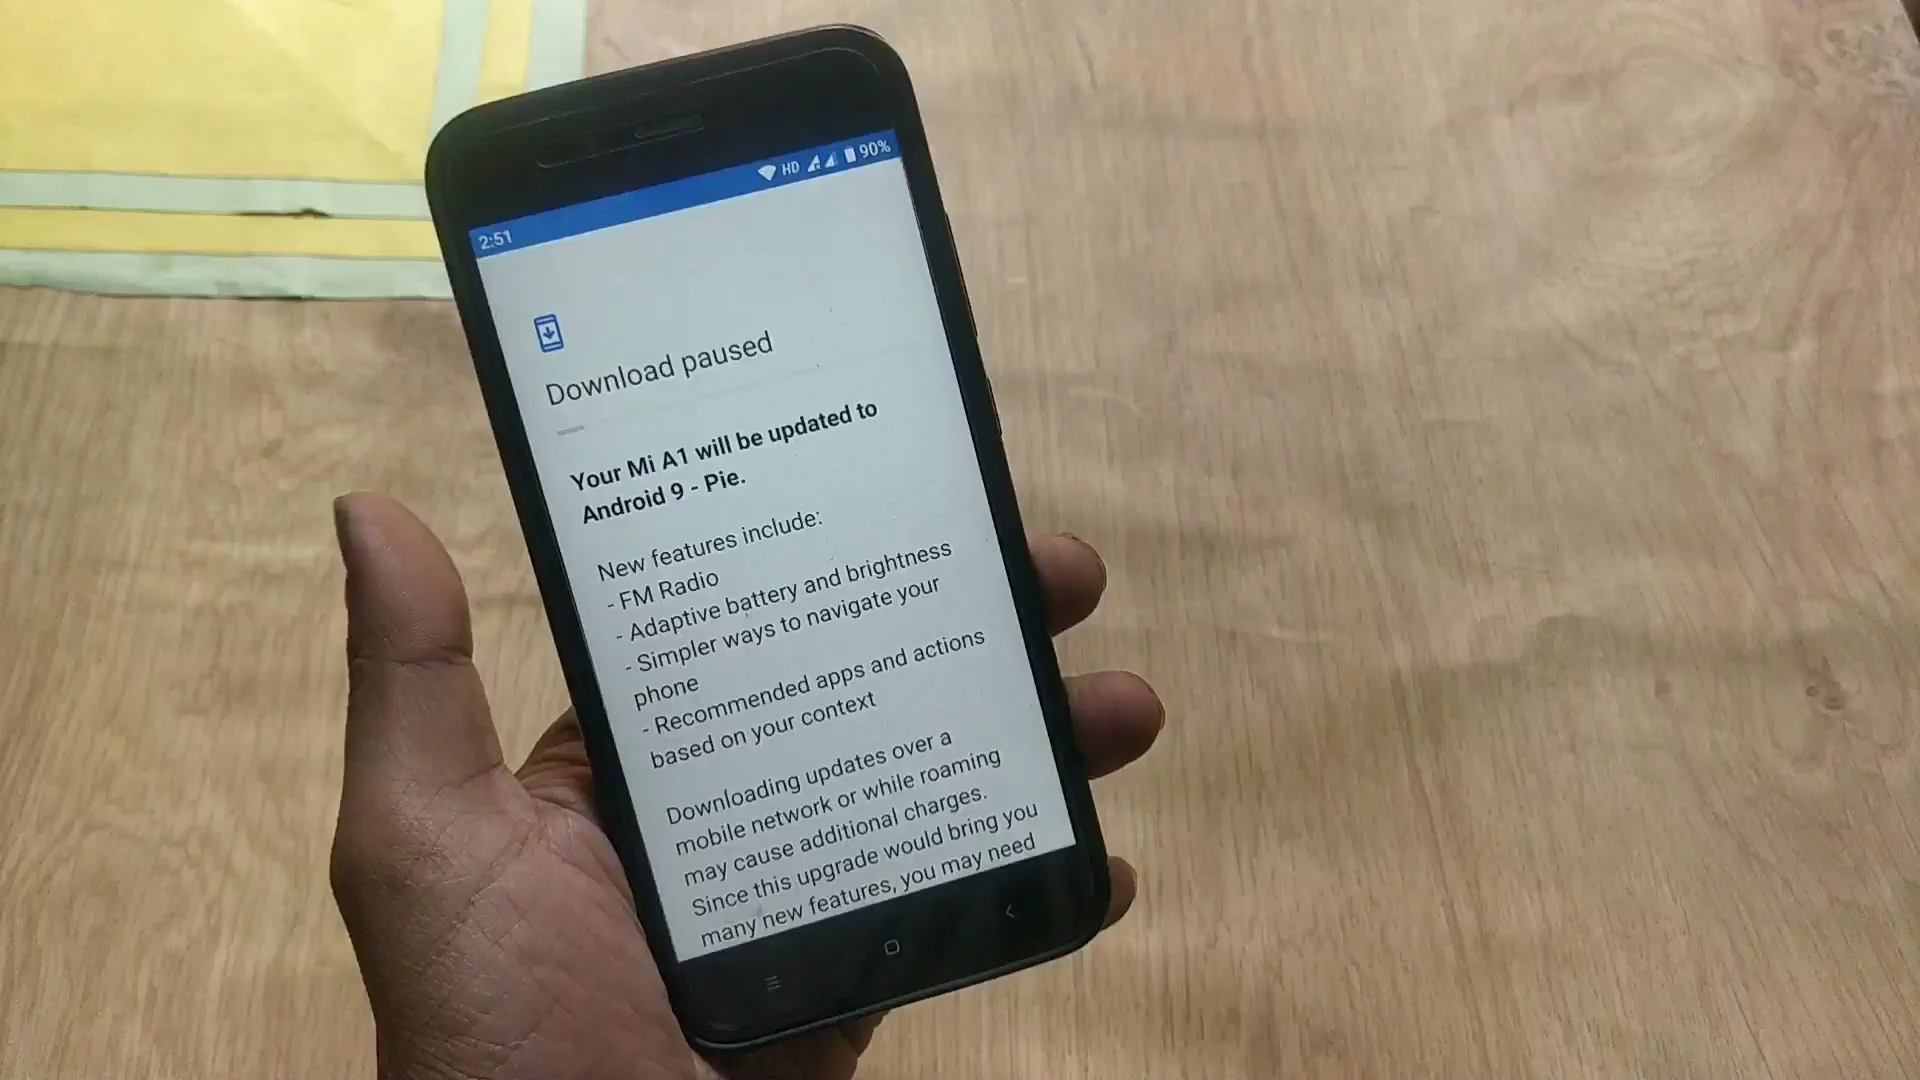 2:51 HD 90%
Download paused
Your Mi A1 will be updated to
Android 9 - Pie.
New features include:
- FM Radio
- Adaptive battery and brightness
- Simpler ways to navigate your
phone
- Recommended apps and actions
based on your context
Downloading updates over a
mobile network or while roaming
may cause additional charges.
Since this upgrade would bring you
many new features, you may need